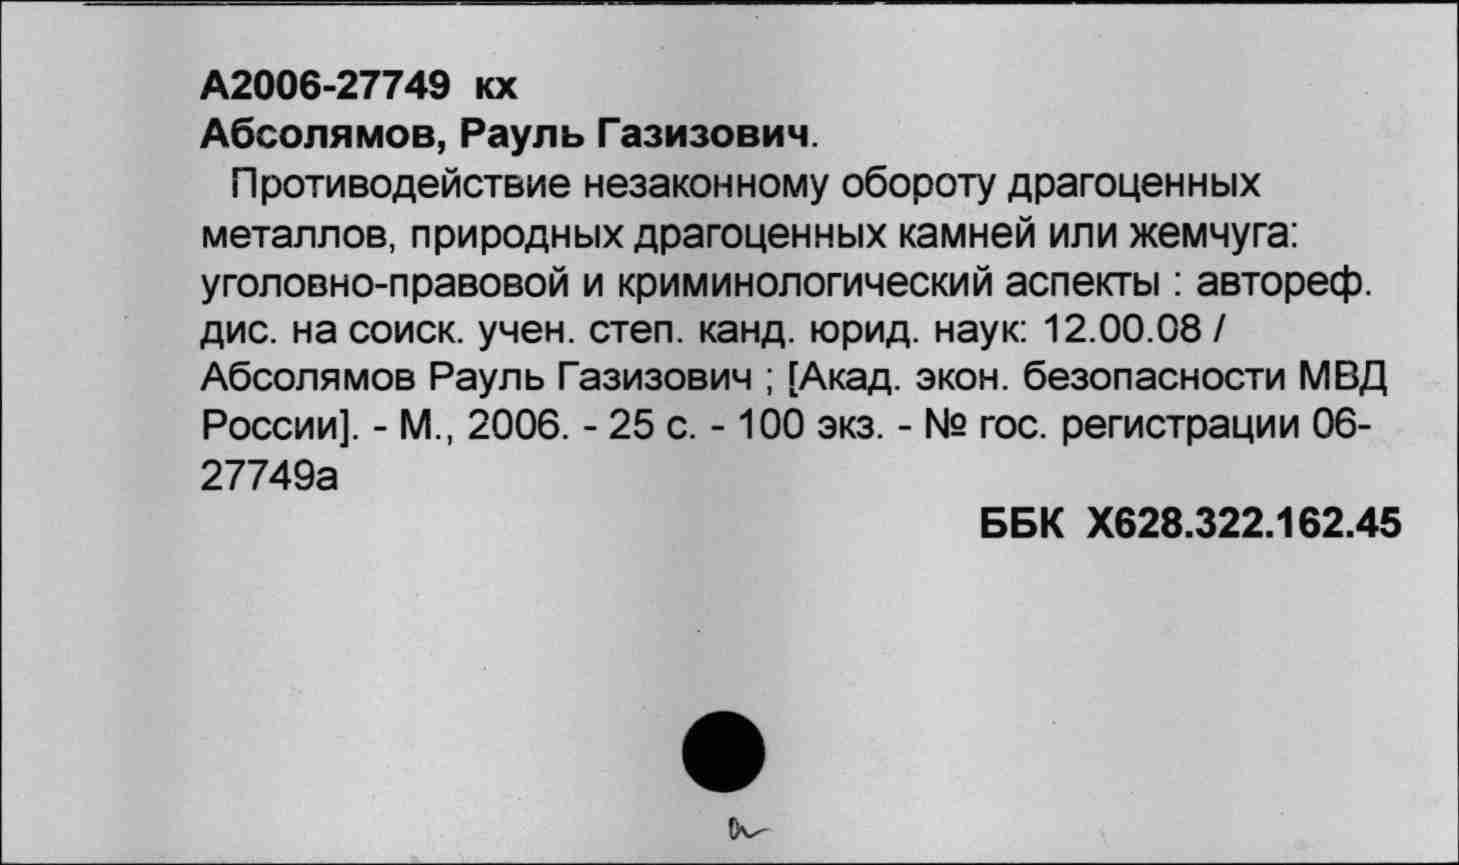 А2006-27749 кх
Абсолямов, Рауль Газизович.
Противодействие незаконному обороту драгоценных
металлов, природных драгоценных камней или жемчуга:
уголовно-правовой и криминологический аспекты : автореф.
дис. на соиск. учен. степ. канд. юрид. наук: 12.00.08 /
Абсолямов Рауль Газизович ; [Акад. экон. безопасности МВД
России]. - М., 2006. - 25 с. - 100 экз. - № гос. регистрации 06-
27749а
ББК Х628.322.162.45